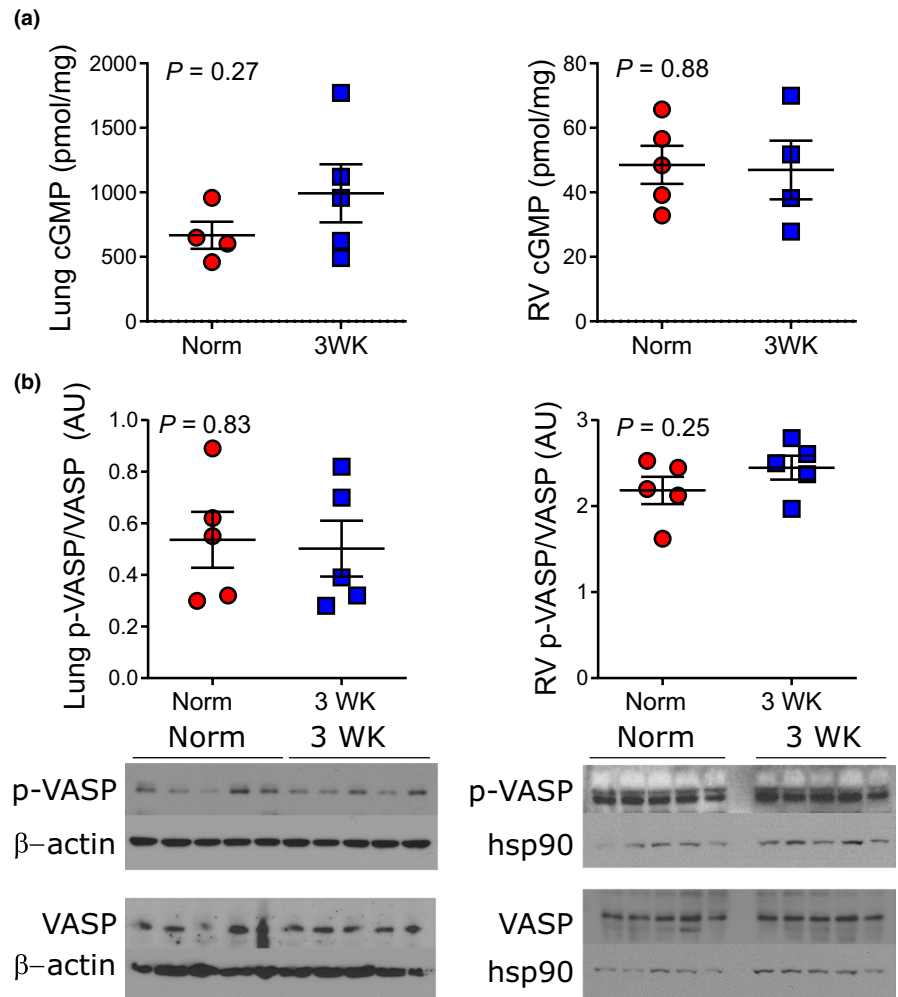 (a)
Lung cGMP (pmol/mg)
2000
1500
1000
500
0
P = 0.27
Norm
3WK
RV cGMP (pmol/mg)
80
60
40
20
0
P = 0.88
Norm
3WK
(b)
Lung p-VASP/VASP (AU)
1.0
0.8
0.6
0.4
0.2
0.0
P = 0.83
Norm
3 WK
RV p-VASP/VASP (AU)
3
2
1
0
P = 0.25
Norm
3 WK
Norm
3 WK
p-VASP
β–actin
VASP
β–actin
Norm
3 WK
p-VASP
hsp90
VASP
hsp90